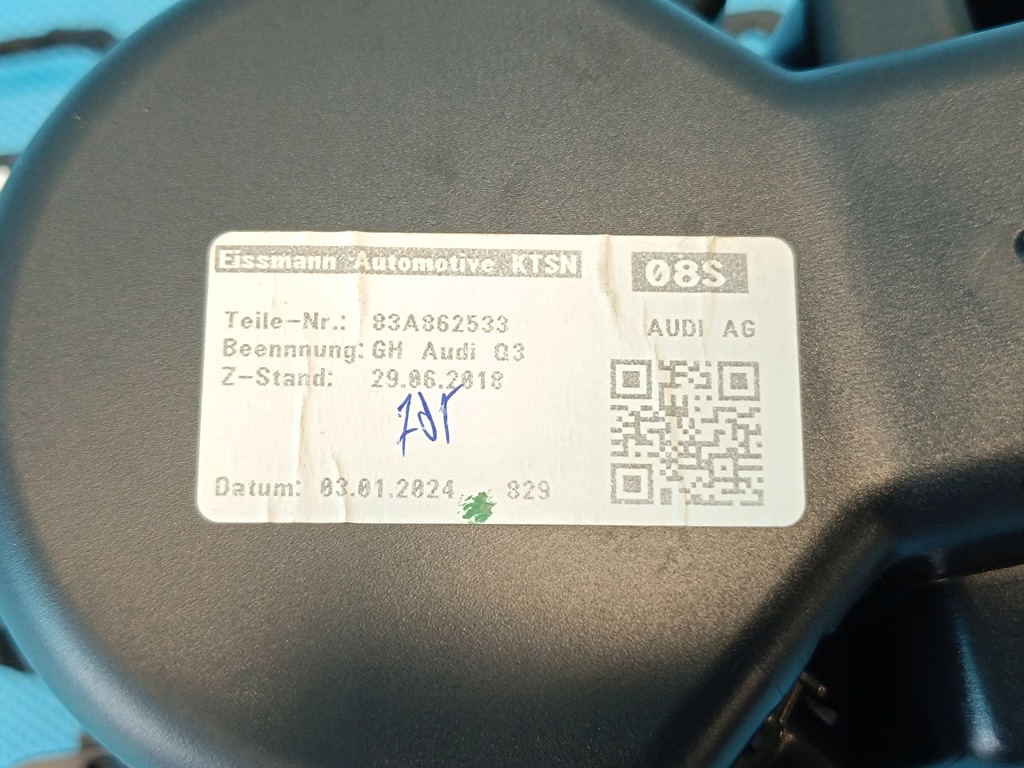 Eissmann Automotive KTSN
08S
Teile-Nr.: 83A862533
AUDI AG
Beennnung: GH Audi Q3
Z-Stand: 29.06.2018
Datum: 03.01.2024 829